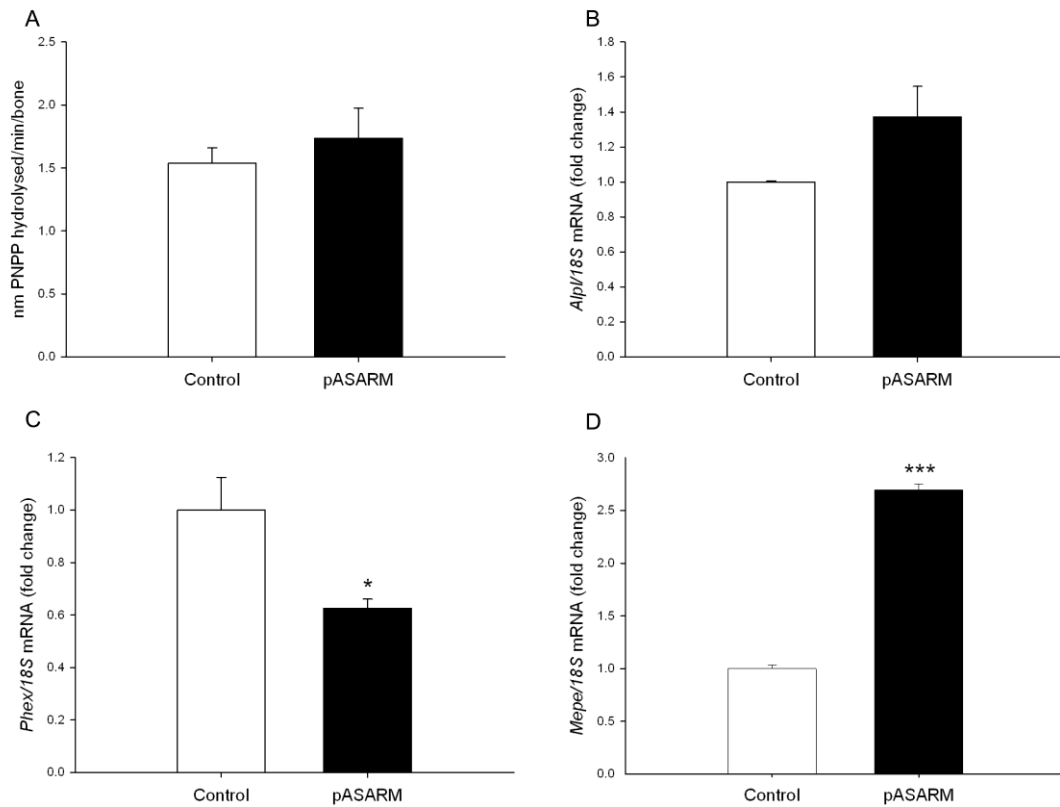 A
nm PNPP hydrolysed/min/bone
2.5
2.0
1.5
1.0
1.5
0.0
Control
pASARM
B
Alpl/18S mRNA (fold change)
1.8
1.6
1.4
1.2
1.0
0.8
0.6
0.4
0.2
0.0
Control
pASARM
C
Phex/18S mRNA (fold change)
1.2
1.0
0.8
0.6
0.4
0.2
0.0
*
Control
pASARM
D
Mepe/18S mRNA (fold change)
3.0
2.5
2.0
1.5
1.0
0.5
0.0
***
Control
pASARM